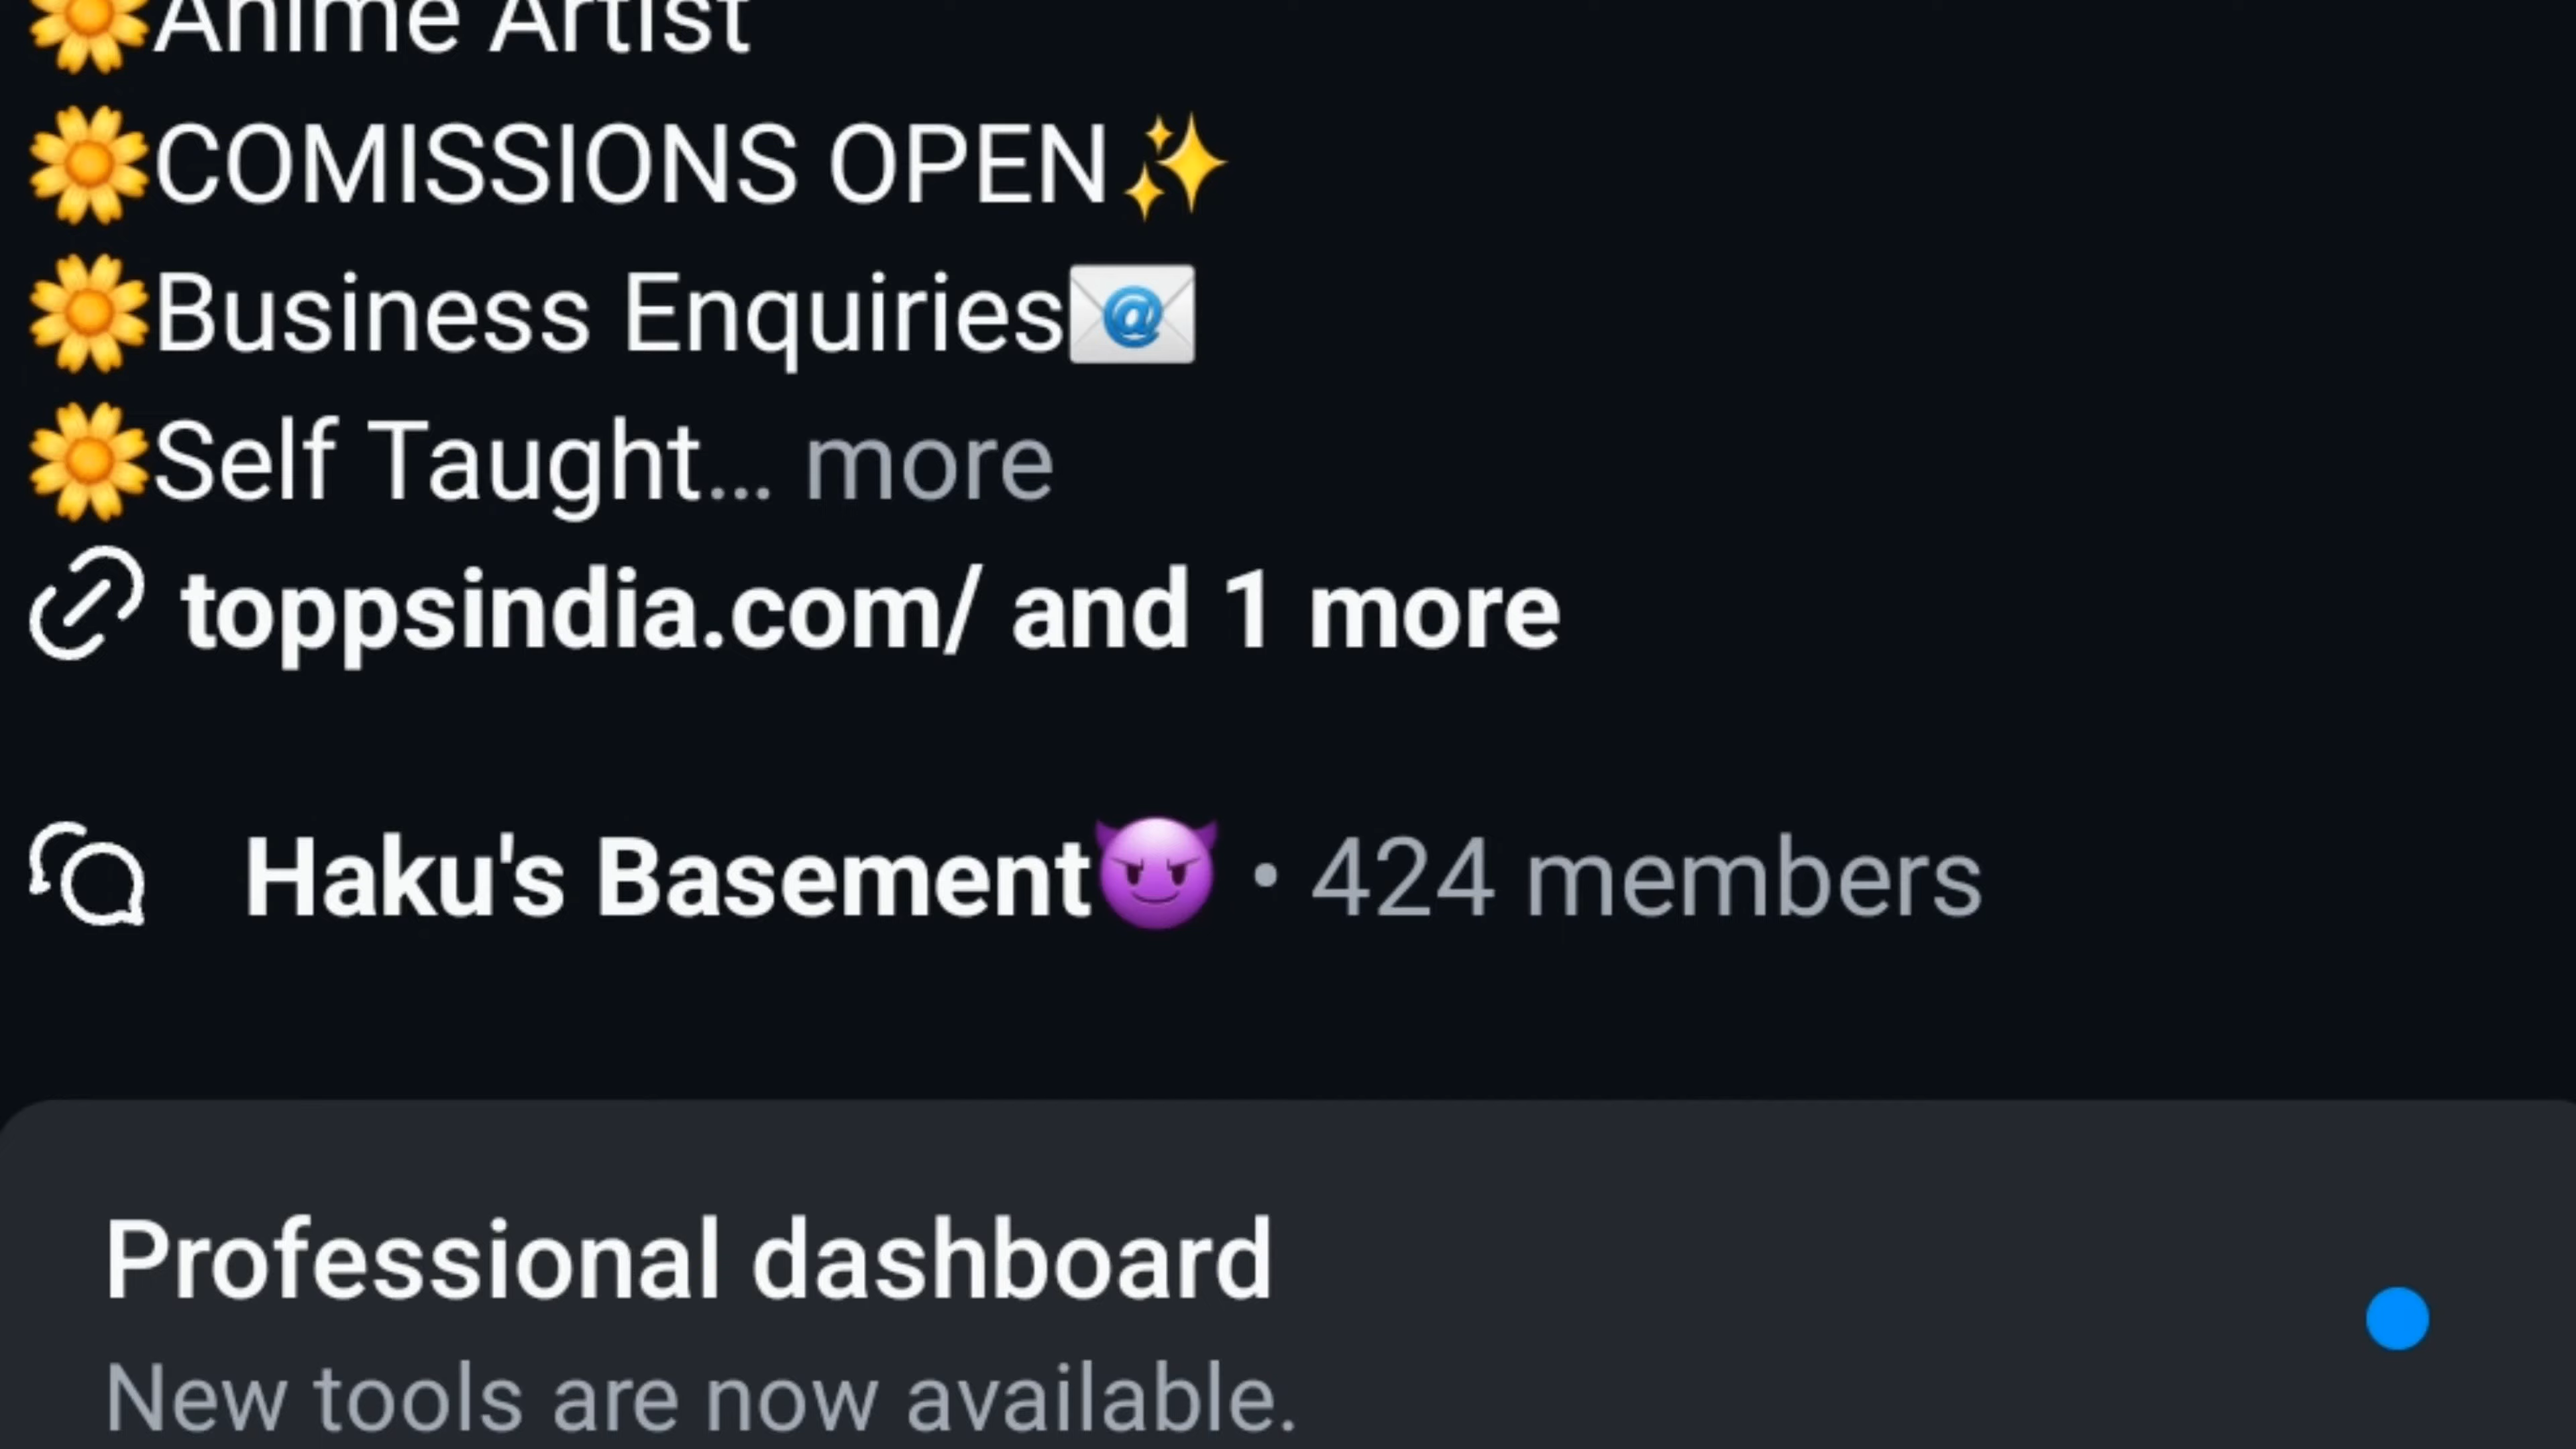 🌼Anime Artist
🌼COMISSIONS OPEN✨
🌼Business Enquiries📧
🌼Self Taught... more
toppsindia.com/ and 1 more
Haku's Basement😈 • 424 members
Professional dashboard
New tools are now available.